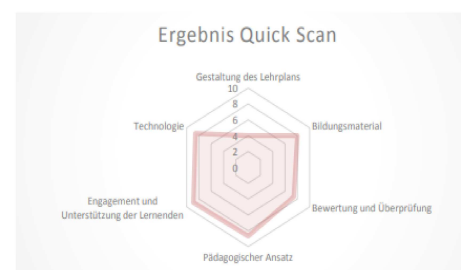 Ergebnis Quick Scan
Gestaltung des Lehrplans
10
8
6
4
2
0
Technologie
Bildungsmaterial
Engagement und
Unterstützung der Lernenden
Bewertung und Überprüfung
Pädagogischer Ansatz